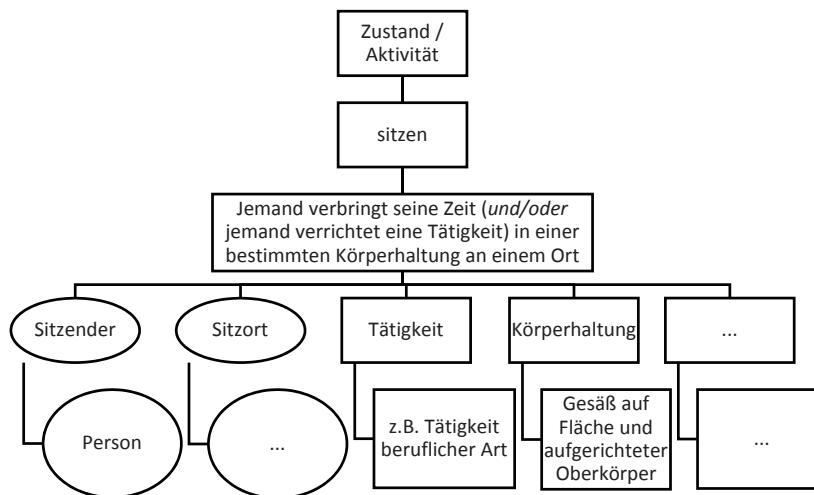 Zustand /
Aktivität
sitzen
Jemand verbringt seine Zeit (und/oder
jemand verrichtet eine Tätigkeit) in einer
bestimmten Körperhaltung an einem Ort
Sitzender
Sitzort
Tätigkeit
Körperhaltung
...
Person
...
z.B. Tätigkeit
beruflicher Art
Gesäß auf
Fläche und
aufgerichteter
Oberkörper
...